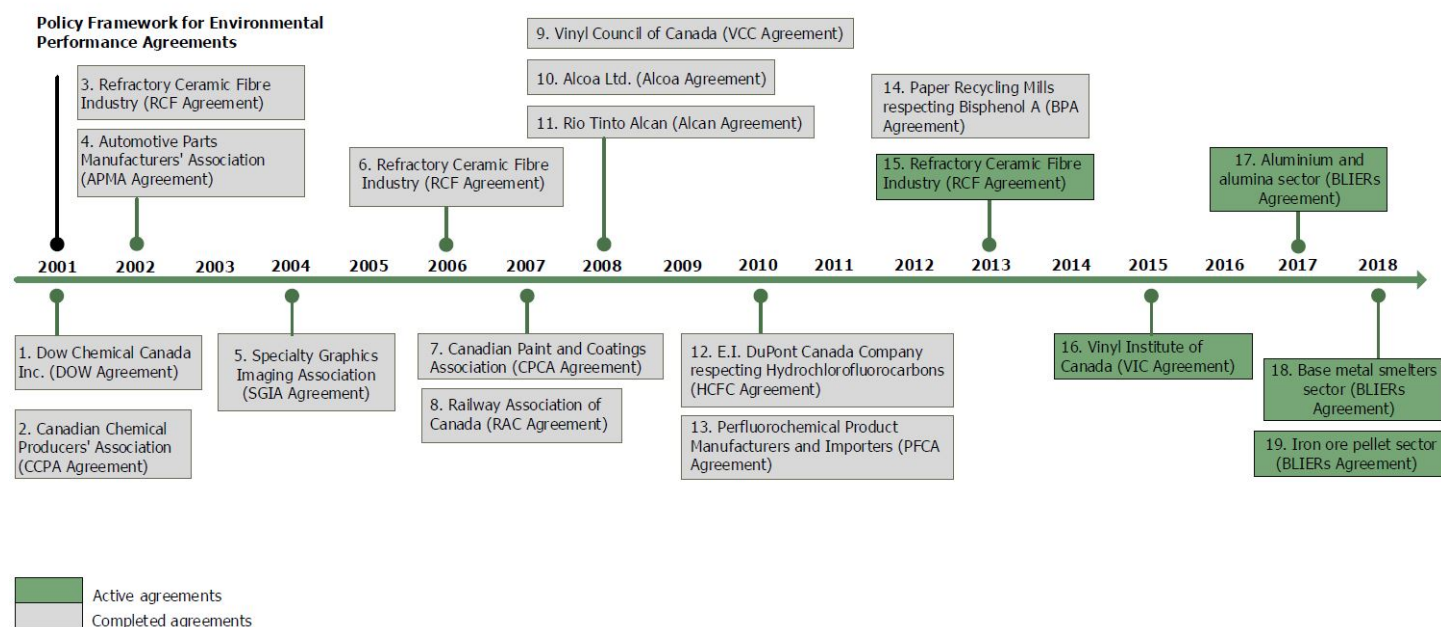 Policy Framework for Environmental
Performance Agreements
3. Refractory Ceramic Fibre
Industry (RCF Agreement)
4. Automotive Parts
Manufacturers' Association
(APMA Agreement)
6. Refractory Ceramic Fibre
Industry (RCF Agreement)
9. Vinyl Council of Canada (VCC Agreement)
10. Alcoa Ltd. (Alcoa Agreement)
11. Rio Tinto Alcan (Alcan Agreement)
14. Paper Recycling Mills
respecting Bisphenol A (BPA
Agreement)
15. Refractory Ceramic Fibre
Industry (RCF Agreement)
17. Aluminium and
alumina sector (BLIERs
Agreement)
2001 2002 2003 2004 2005 2006 2007 2008 2009 2010 2011 2012 2013 2014 2015 2016 2017 2018
1. Dow Chemical Canada
Inc. (DOW Agreement)
2. Canadian Chemical
Producers' Association
(CCPA Agreement)
5. Specialty Graphics
Imaging Association
(SGIA Agreement)
7. Canadian Paint and Coatings
Association (CPCA Agreement)
8. Railway Association of
Canada (RAC Agreement)
12. E.I. DuPont Canada Company
respecting Hydrochlorofluorocarbons
(HCFC Agreement)
13. Perfluorochemical Product
Manufacturers and Importers (PFCA
Agreement)
16. Vinyl Institute of
Canada (VIC Agreement)
18. Base metal smelters
sector (BLIERs
Agreement)
19. Iron ore pellet sector
(BLIERs Agreement)
Active agreements
Completed agreements